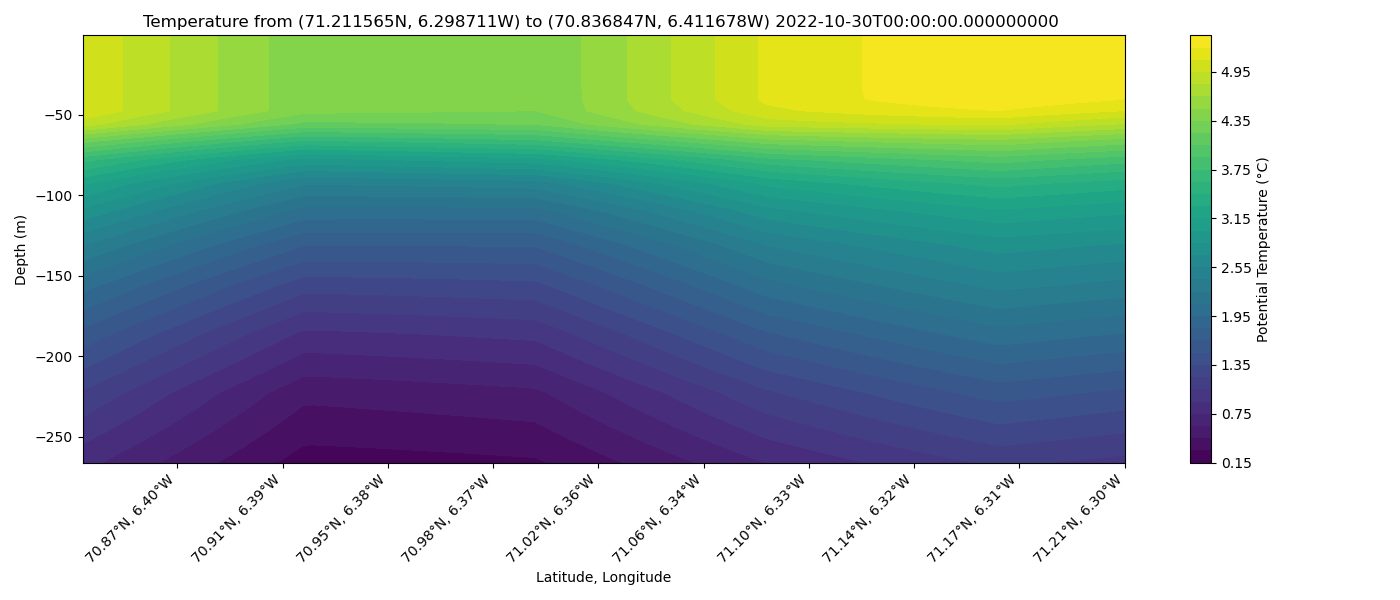 Temperature from (71.211565N, 6.298711W) to (70.836847N, 6.411678W) 2022-10-30T00:00:00.000000000
Depth (m)
−50
−100
−150
−200
−250
70.87°N, 6.40°W
70.91°N, 6.39°W
70.95°N, 6.38°W
70.98°N, 6.37°W
71.02°N, 6.36°W
71.06°N, 6.34°W
71.10°N, 6.33°W
71.14°N, 6.32°W
71.17°N, 6.31°W
71.21°N, 6.30°W
Latitude, Longitude
4.95
4.35
3.75
3.15
2.55
1.95
1.35
0.75
0.15
Potential Temperature (°C)